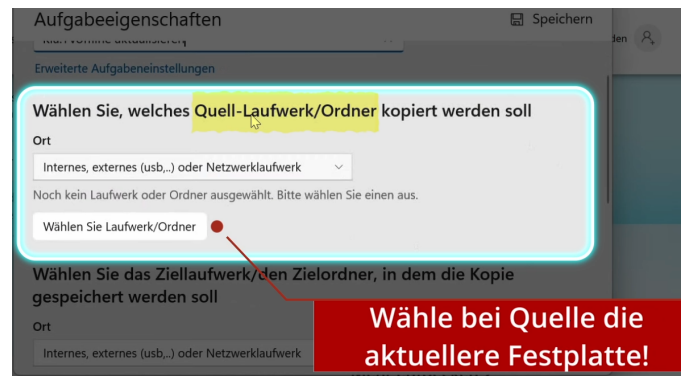 Aufgabeeigenschaften
Speichern
aktualisieren
Erweiterte Aufgabeneinstellungen
Wählen Sie, welches Quell-Laufwerk/Ordner kopiert werden soll
Ort
Internes, externes (usb,..) oder Netzwerklaufwerk
Noch kein Laufwerk oder Ordner ausgewählt. Bitte wählen Sie einen aus.
Wählen Sie Laufwerk/Ordner
Wählen Sie das Ziellaufwerk/den Zielordner, in dem die Kopie
gespeichert werden soll
Ort
Internes, externes (usb,..) oder Netzwerklaufwerk
Wähle bei Quelle die
aktuellere Festplatte!